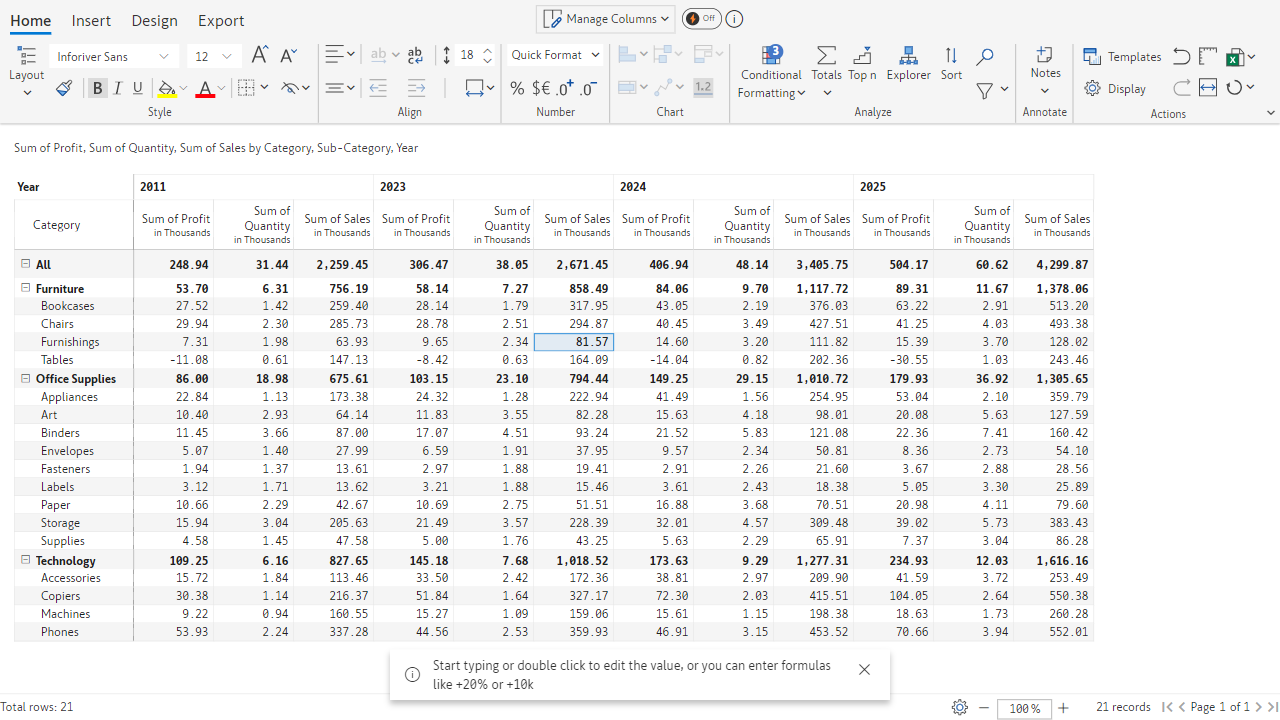 Home Insert Design Export
Manage Columns Off
Layout Inforiver Sans 12 A A
B I U A
Style
ab ab 18
Align
Quick Format
% $€ .0+ .0-
Number
1.2
Chart
3
Conditional Formatting Totals Top n Explorer Sort
Analyze
Notes
Annotate
Templates
Display
Actions
Sum of Profit, Sum of Quantity, Sum of Sales by Category, Sub-Category, Year
Year 2011 2023 2024 2025
Category Sum of Profit in Thousands Sum of Quantity in Thousands Sum of Sales in Thousands Sum of Profit in Thousands Sum of Quantity in Thousands Sum of Sales in Thousands Sum of Profit in Thousands Sum of Quantity in Thousands Sum of Sales in Thousands Sum of Profit in Thousands Sum of Quantity in Thousands Sum of Sales in Thousands
All 248.94 31.44 2,259.45 306.47 38.05 2,671.45 406.94 48.14 3,405.75 504.17 60.62 4,299.87
Furniture 53.70 6.31 756.19 58.14 7.27 858.49 84.06 9.70 1,117.72 89.31 11.67 1,378.06
Bookcases 27.52 1.42 259.40 28.14 1.79 317.95 43.05 2.19 376.03 63.22 2.91 513.20
Chairs 29.94 2.30 285.73 28.78 2.51 294.87 40.45 3.49 427.51 41.25 4.03 493.38
Furnishings 7.31 1.98 63.93 9.65 2.34 81.57 14.60 3.20 111.82 15.39 3.70 128.02
Tables -11.08 0.61 147.13 -8.42 0.63 164.09 -14.04 0.82 202.36 -30.55 1.03 243.46
Office Supplies 86.00 18.98 675.61 103.15 23.10 794.44 149.25 29.15 1,010.72 179.93 36.92 1,305.65
Appliances 22.84 1.13 173.38 24.32 1.28 222.94 41.49 1.56 254.95 53.04 2.10 359.79
Art 10.40 2.93 64.14 11.83 3.55 82.28 15.63 4.18 98.01 20.08 5.63 127.59
Binders 11.45 3.66 87.00 17.07 4.51 93.24 21.52 5.83 121.08 22.36 7.41 160.42
Envelopes 5.07 1.40 27.99 6.59 1.91 37.95 9.57 2.34 50.81 8.36 2.73 54.10
Fasteners 1.94 1.37 13.61 2.97 1.88 19.41 2.91 2.26 21.60 3.67 2.88 28.56
Labels 3.12 1.71 13.62 3.21 1.88 15.46 3.61 2.43 18.38 5.05 3.30 25.89
Paper 10.66 2.29 42.67 10.69 2.75 51.51 16.88 3.68 70.51 20.98 4.11 79.60
Storage 15.94 3.04 205.63 21.49 3.57 228.39 32.01 4.57 309.48 39.02 5.73 383.43
Supplies 4.58 1.45 47.58 5.00 1.76 43.25 5.63 2.29 65.91 7.37 3.04 86.28
Technology 109.25 6.16 827.65 145.18 7.68 1,018.52 173.63 9.29 1,277.31 234.93 12.03 1,616.16
Accessories 15.72 1.84 113.46 33.50 2.42 172.36 38.81 2.97 209.90 41.59 3.72 253.49
Copiers 30.38 1.14 216.37 51.84 1.64 327.17 72.30 2.03 415.51 104.05 2.64 550.38
Machines 9.22 0.94 160.55 15.27 1.09 159.06 15.61 1.15 198.38 18.63 1.73 260.28
Phones 53.93 2.24 337.28 44.56 2.53 359.93 46.91 3.15 453.52 70.66 3.94 552.01
Start typing or double click to edit the value, or you can enter formulas
like +20% or +10k
Total rows: 21 100 % 21 records Page 1 of 1